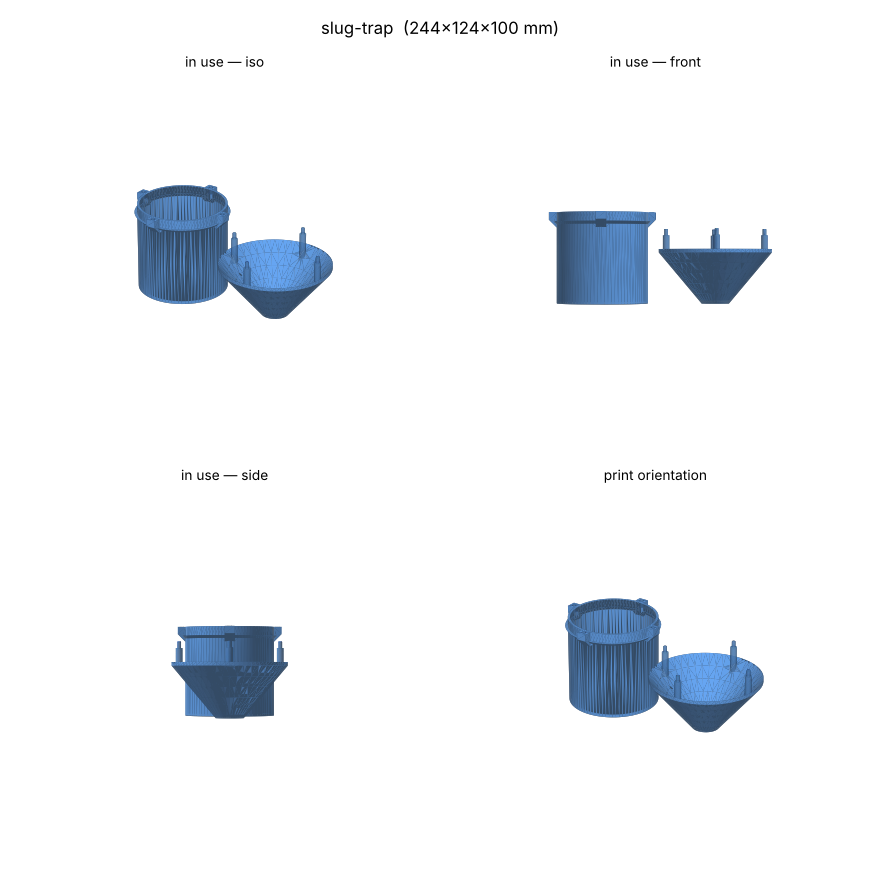 slug-trap (244×124×100 mm)
in use — iso
in use — front
in use — side
print orientation